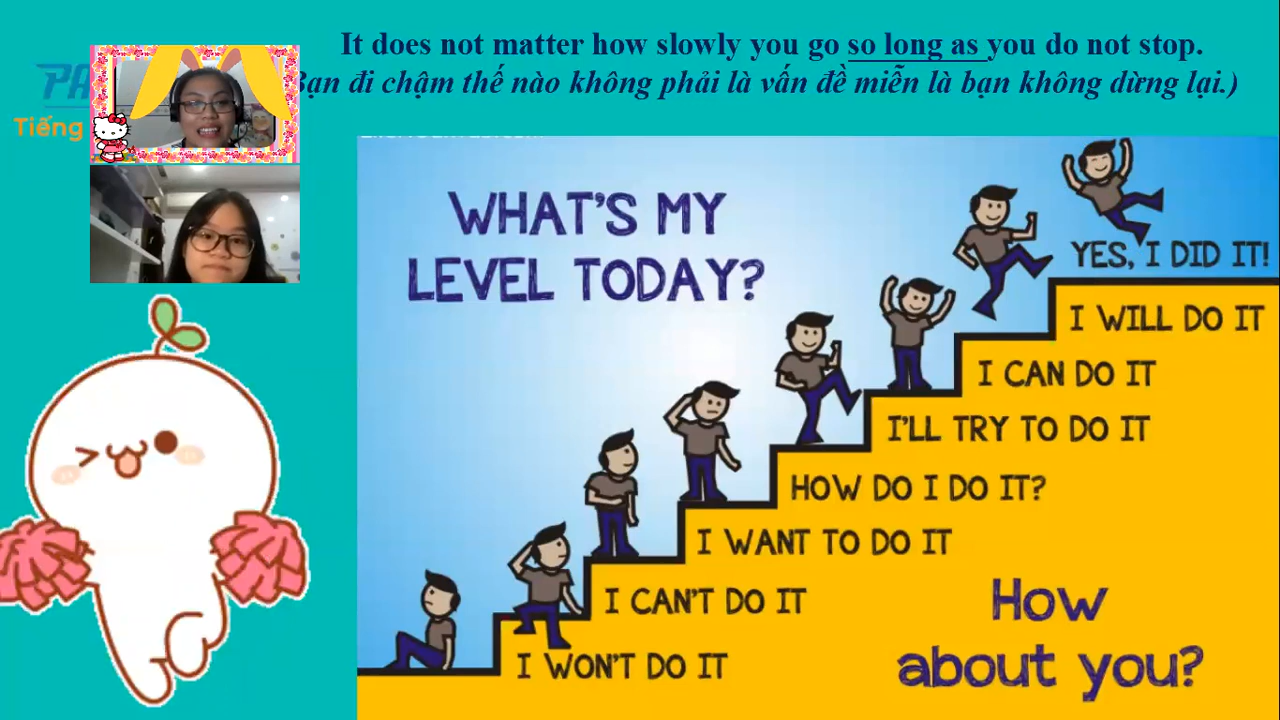 It does not matter how slowly you go so long as you do not stop.
Bạn đi chậm thế nào không phải là vấn đề miễn là bạn không dừng lại.)
PA
Tiếng
WHAT'S MY
LEVEL TODAY?
YES, I DID IT!
I WILL DO IT
I CAN DO IT
I'LL TRY TO DO IT
HOW DO I DO IT?
I WANT TO DO IT
I CAN'T DO IT
I WON'T DO IT
How
about you?